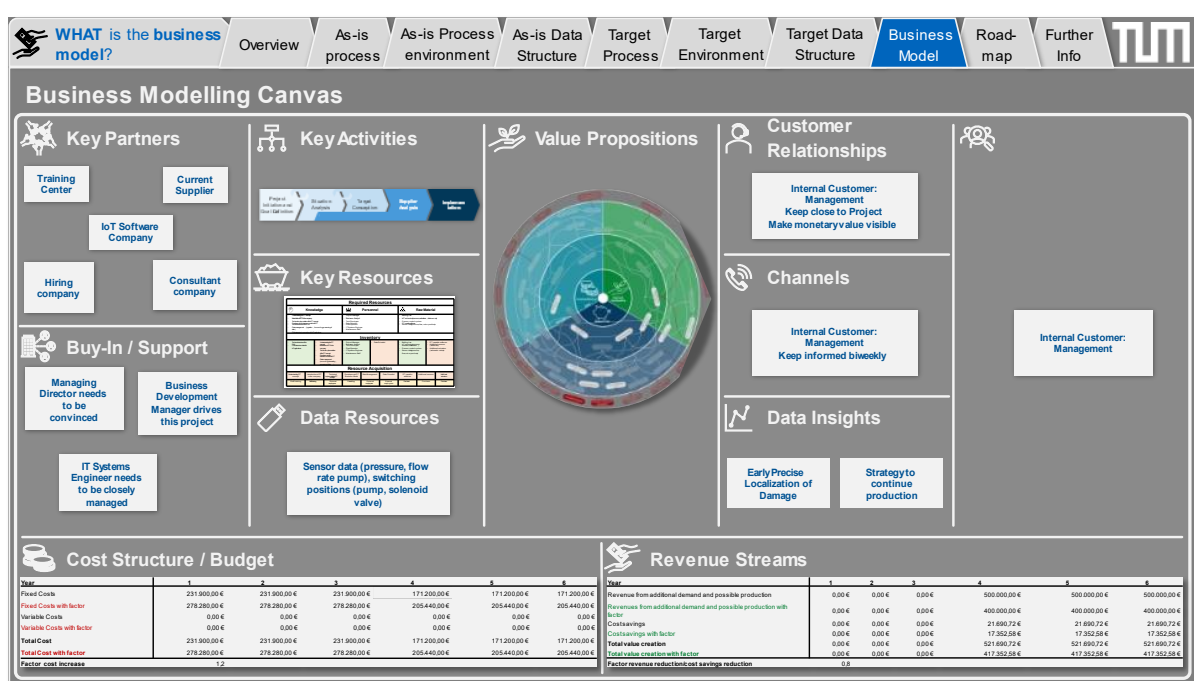 WHAT is the business
model?
Overview
As-is
process
As-is Process
environment
As-is Data
Structure
Target
Process
Target
Environment
Target Data
Structure
Business
Model
Road-
map
Further
Info
TUM
Business Modelling Canvas
Key Partners
Training
Center
Current
Supplier
IoT Software
Company
Hiring
company
Consultant
company
Buy-In / Support
Managing
Director needs
to be
convinced
Business
Development
Manager drives
this project
IT Systems
Engineer needs
to be closely
managed
Key Activities
Key Resources
Required Resources
Knowledge
Personnel
Raw Material
Inventory
Resource Acquisition
Data Resources
Sensor data (pressure, flow
rate pump), switching
positions (pump, solenoid
valve)
Value Propositions
Customer
Relationships
Internal Customer:
Management
Keep close to Project
Make monetary value visible
Channels
Internal Customer:
Management
Keep informed biweekly
Data Insights
Early Precise
Localization of
Damage
Strategy to
continue
production
Internal Customer:
Management
Cost Structure / Budget
Year 1 2 3 4 5 6
Fixed Costs 231.900,00 € 231.900,00 € 231.900,00 € 171.200,00 € 171.200,00 € 171.200,00 €
Fixed Costs with factor 278.280,00 € 278.280,00 € 278.280,00 € 205.440,00 € 205.440,00 € 205.440,00 €
Variable Costs 0,00 € 0,00 € 0,00 € 0,00 € 0,00 € 0,00 €
Variable Costs with factor 0,00 € 0,00 € 0,00 € 0,00 € 0,00 € 0,00 €
Total Cost 231.900,00 € 231.900,00 € 231.900,00 € 171.200,00 € 171.200,00 € 171.200,00 €
Total Cost with factor 278.280,00 € 278.280,00 € 278.280,00 € 205.440,00 € 205.440,00 € 205.440,00 €
Factor cost increase 1,2
Revenue Streams
Year 1 2 3 4 5 6
Revenue from additional demand and possible production 0,00 € 0,00 € 0,00 € 500.000,00 € 500.000,00 € 500.000,00 €
Revenues from additional demand and possible production with
factor 0,00 € 0,00 € 0,00 € 400.000,00 € 400.000,00 € 400.000,00 €
Cost savings 0,00 € 0,00 € 0,00 € 21.690,72 € 21.690,72 € 21.690,72 €
Cost savings with factor 0,00 € 0,00 € 0,00 € 17.352,58 € 17.352,58 € 17.352,58 €
Total value creation 0,00 € 0,00 € 0,00 € 521.690,72 € 521.690,72 € 521.690,72 €
Total value creation with factor 0,00 € 0,00 € 0,00 € 417.352,58 € 417.352,58 € 417.352,58 €
Factor revenue reduction/cost savings reduction 0,8